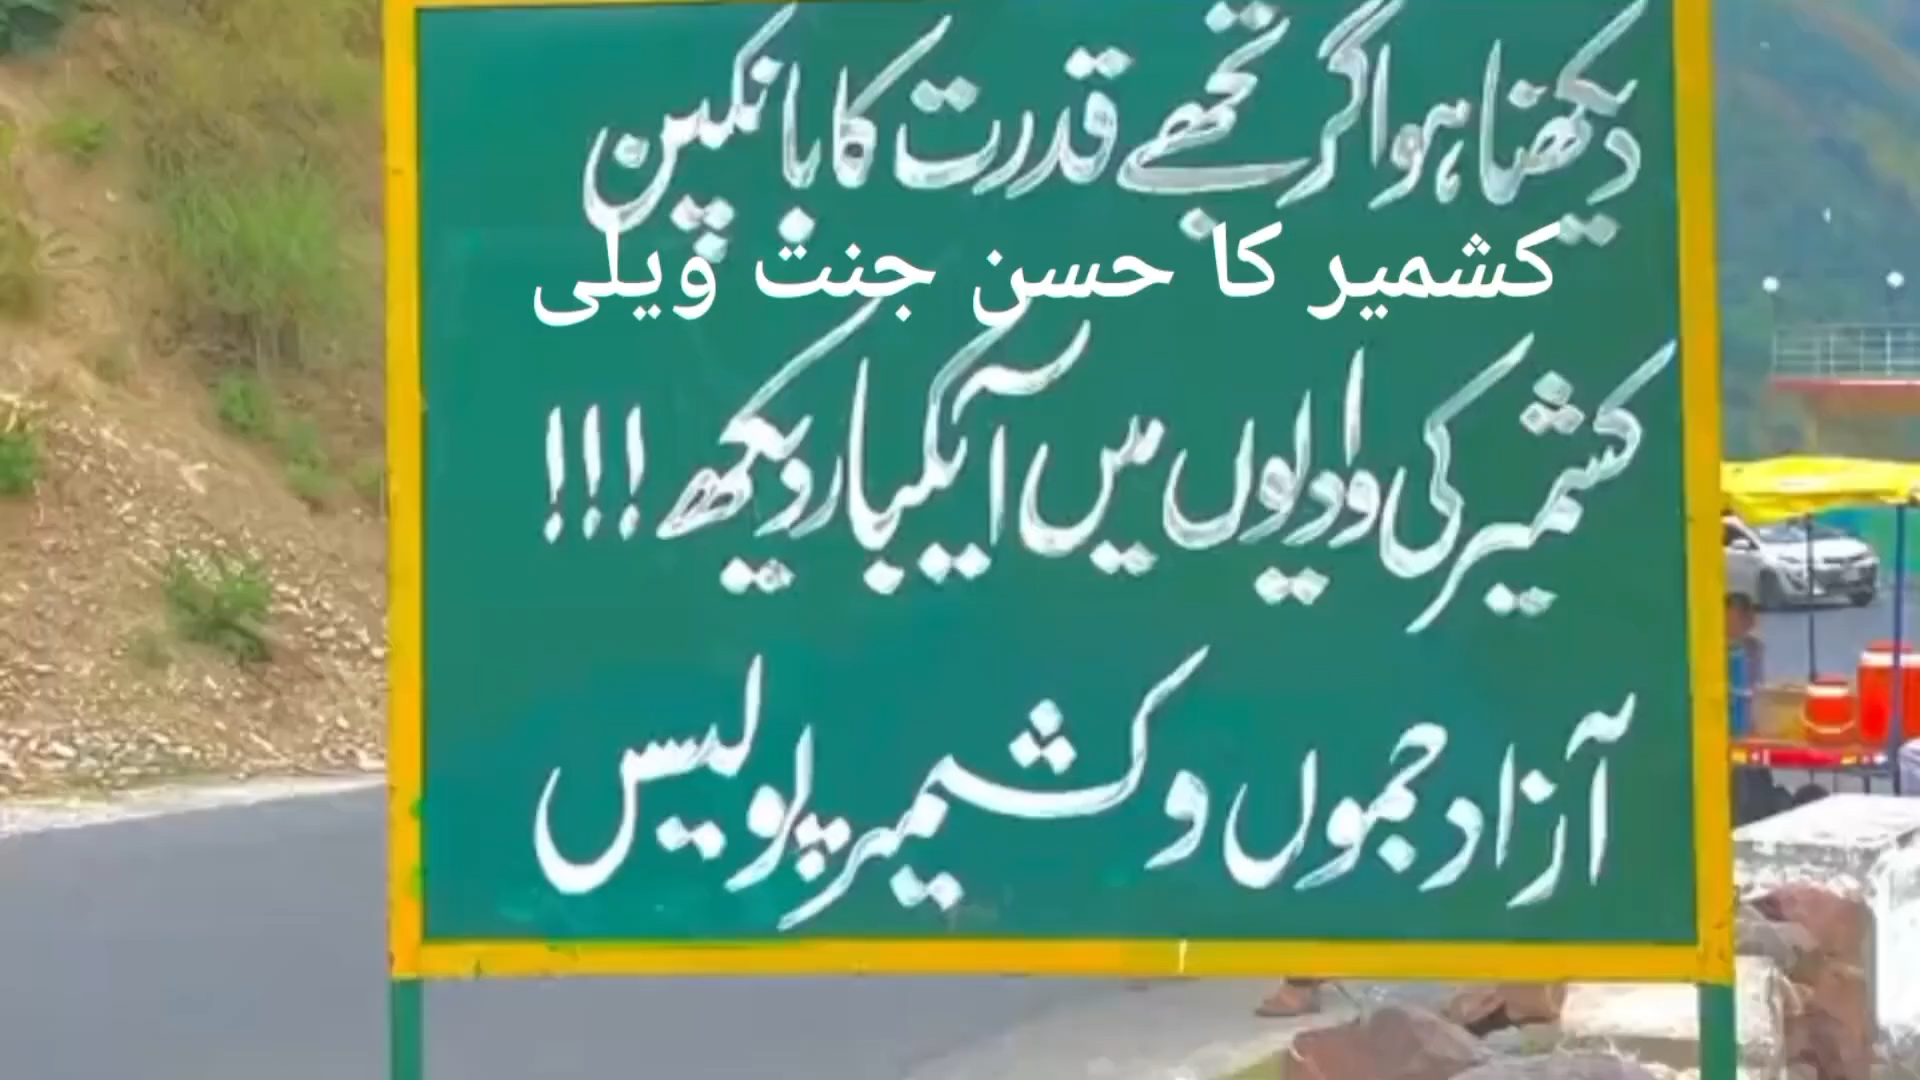 دیکھنا ہو اگر تجھے قدرت کا بانکپن
کشمیر کا حسن جنت ویلی
کشمیر کی وادیوں میں آ یکبار دیکھ !!!
آزاد جموں و کشمیر پولیس